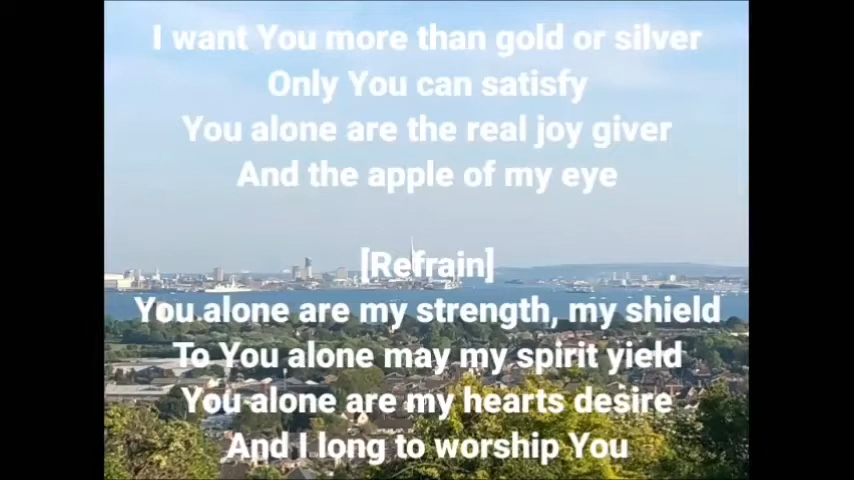 I want You more than gold or silver
Only You can satisfy
You alone are the real joy giver
And the apple of my eye
[Refrain]
You alone are my strength, my shield
To You alone may my spirit yield
You alone are my hearts desire
And I long to worship You